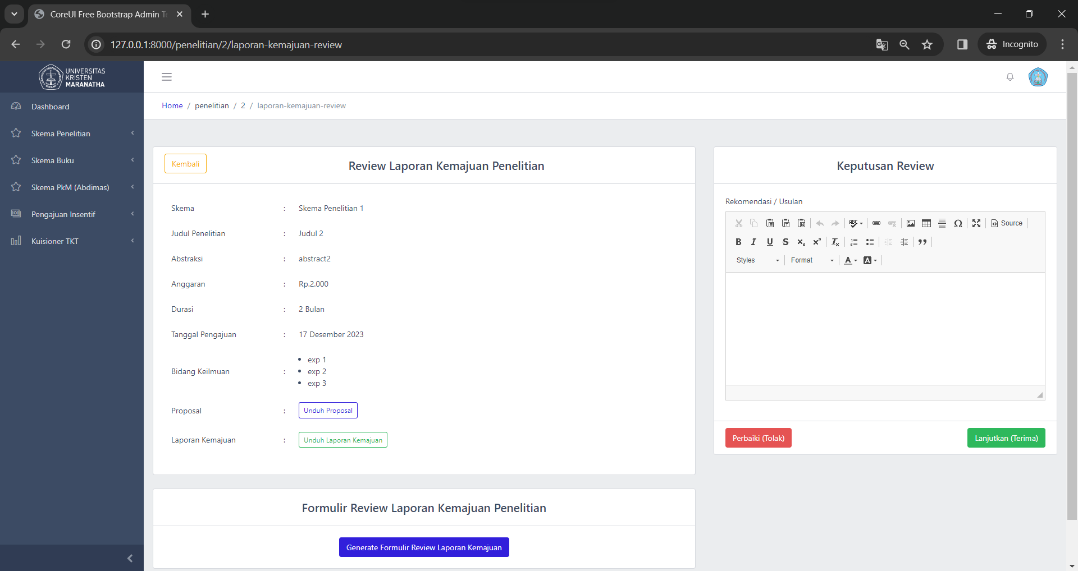 CoreUI Free Bootstrap Admin T
127.0.0.1:8000/penelitian/2/laporan-kemajuan-review
Incognito
UNIVERSITAS
KRISTEN
MARANATHA
Dashboard
Skema Penelitian
Skema Buku
Skema PkM (Abdimas)
Pengajuan Insentif
Kuisioner TKT
Home / penelitian / 2 / laporan-kemajuan-review
Kembali
Review Laporan Kemajuan Penelitian
Skema : Skema Penelitian 1
Judul Penelitian : Judul 2
Abstraksi : abstract2
Anggaran : Rp.2.000
Durasi : 2 Bulan
Tanggal Pengajuan : 17 Desember 2023
Bidang Keilmuan :
• exp 1
• exp 2
• exp 3
Proposal : Unduh Proposal
Laporan Kemajuan : Unduh Laporan Kemajuan
Formulir Review Laporan Kemajuan Penelitian
Generate Formulir Review Laporan Kemajuan
Keputusan Review
Rekomendasi / Usulan
Source
B I U S x₂ x² Tx
Styles Format A A
Perbaiki (Tolak)
Lanjutkan (Terima)